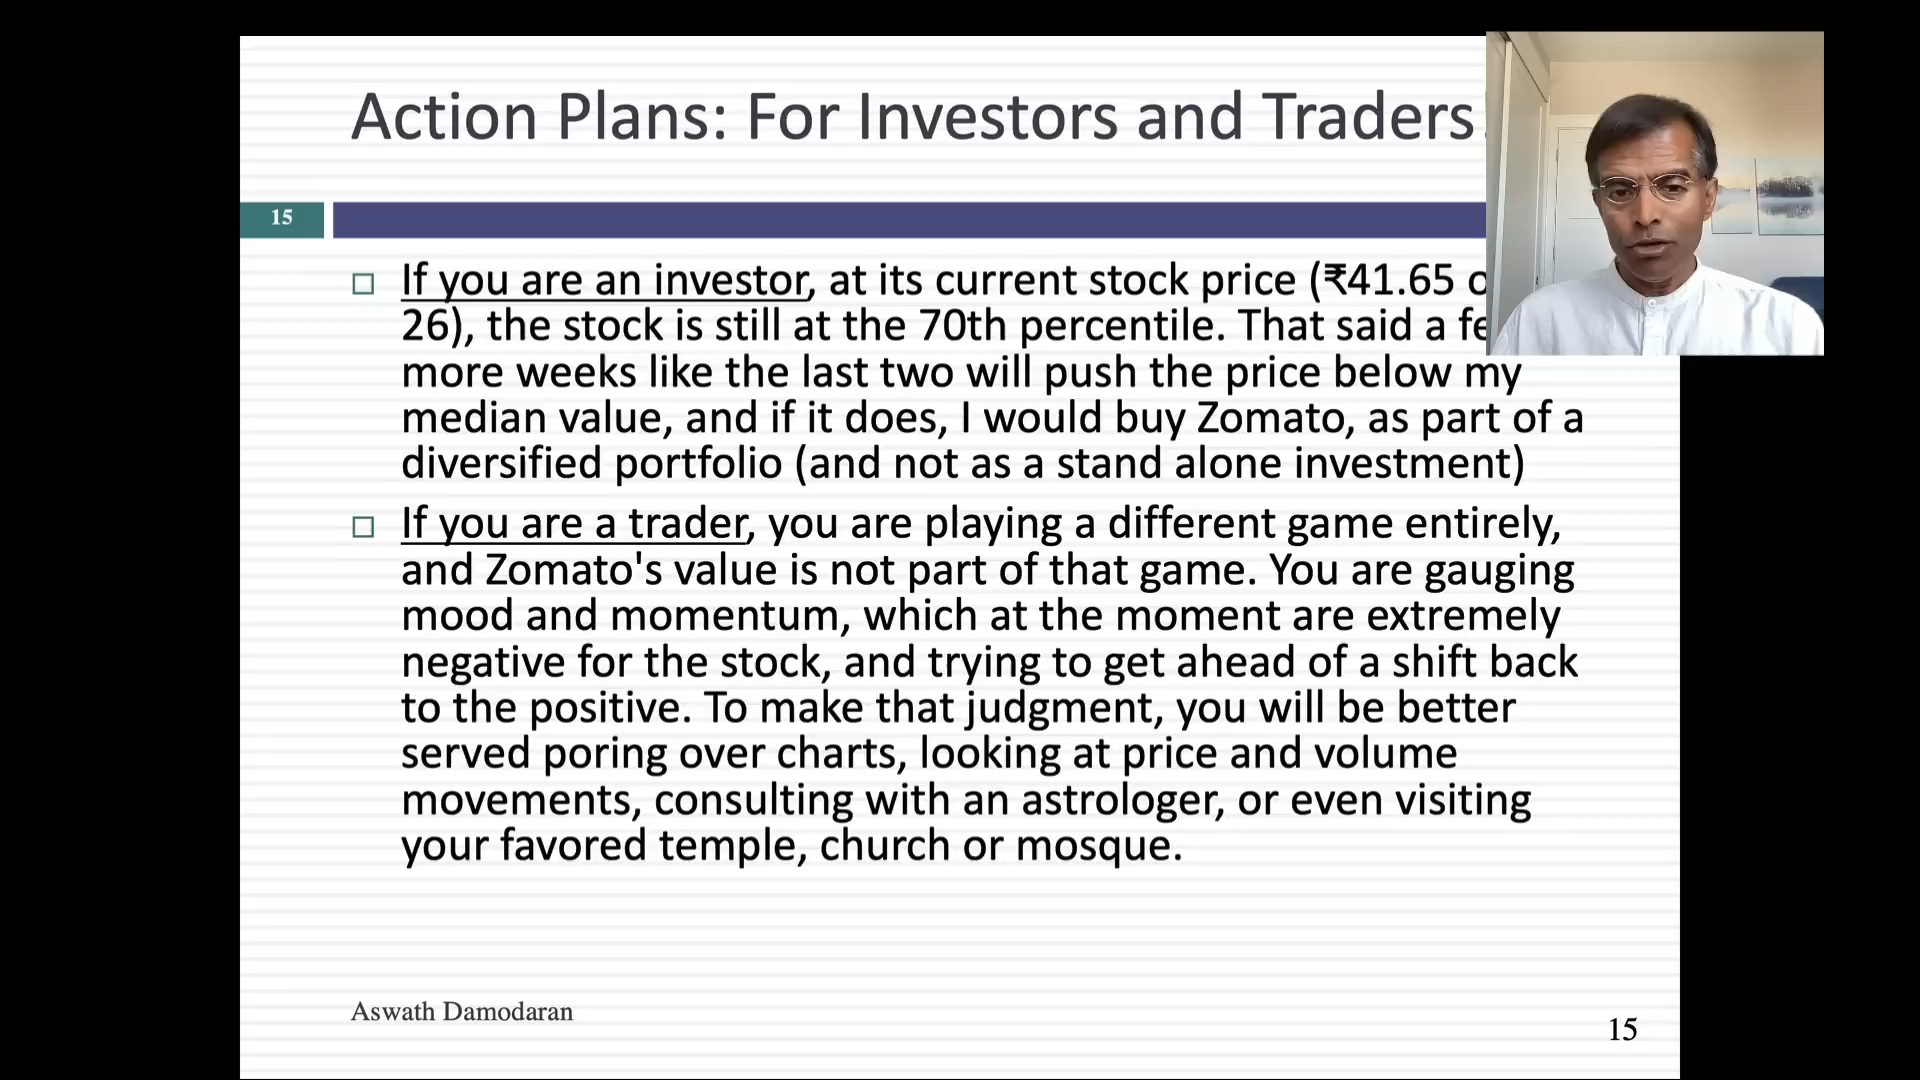 Action Plans: For Investors and Traders
15
□ If you are an investor, at its current stock price (₹41.65
26), the stock is still at the 70th percentile. That said a
more weeks like the last two will push the price below my
median value, and if it does, I would buy Zomato, as part of a
diversified portfolio (and not as a stand alone investment)
□ If you are a trader, you are playing a different game entirely,
and Zomato's value is not part of that game. You are gauging
mood and momentum, which at the moment are extremely
negative for the stock, and trying to get ahead of a shift back
to the positive. To make that judgment, you will be better
served poring over charts, looking at price and volume
movements, consulting with an astrologer, or even visiting
your favored temple, church or mosque.
Aswath Damodaran
15